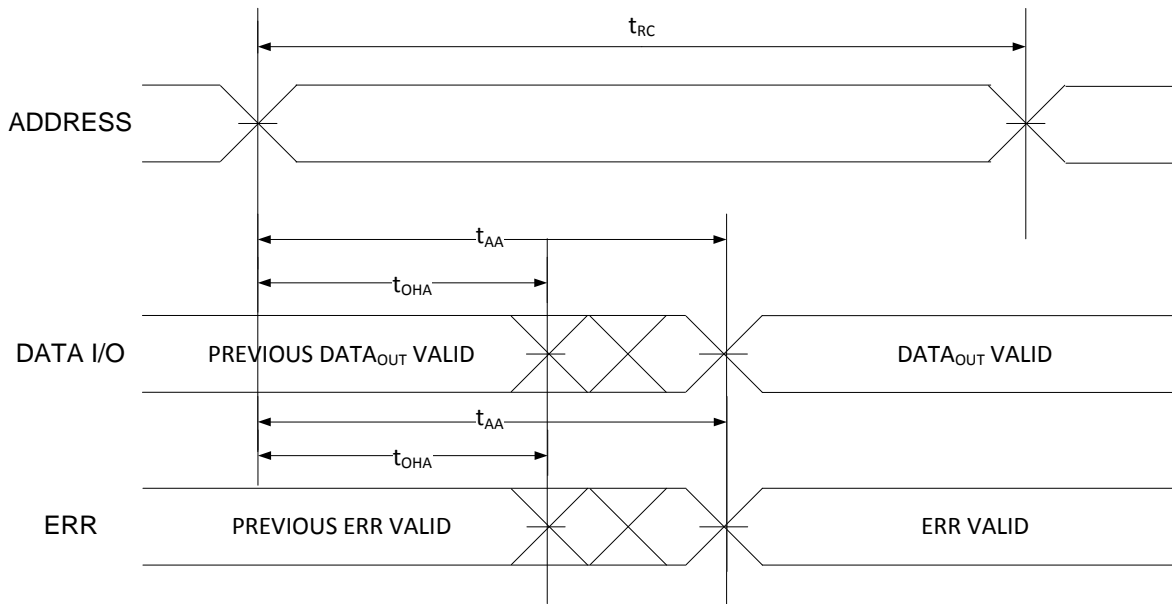 tRC
ADDRESS
tAA
tOHA
DATA I/O
PREVIOUS DATAOUT VALID
DATAOUT VALID
tAA
tOHA
ERR
PREVIOUS ERR VALID
ERR VALID